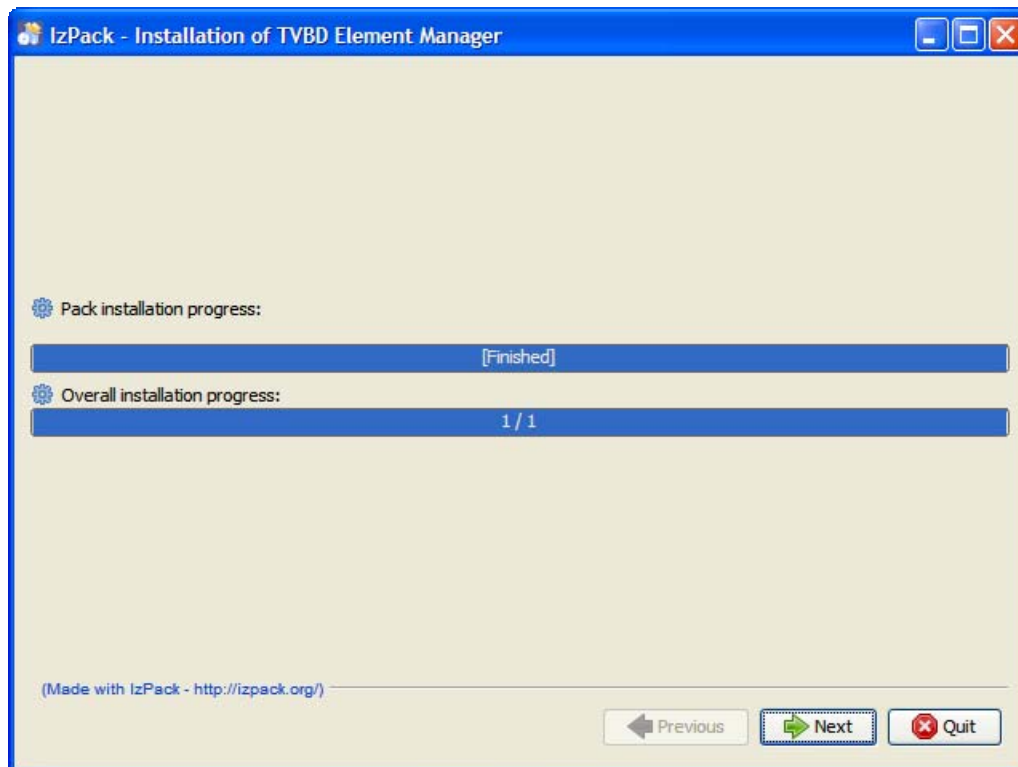 IzPack - Installation of TVBD Element Manager
Pack installation progress:
[Finished]
Overall installation progress:
1 / 1
(Made with IzPack - http://izpack.org/)
Previous
Next
Quit